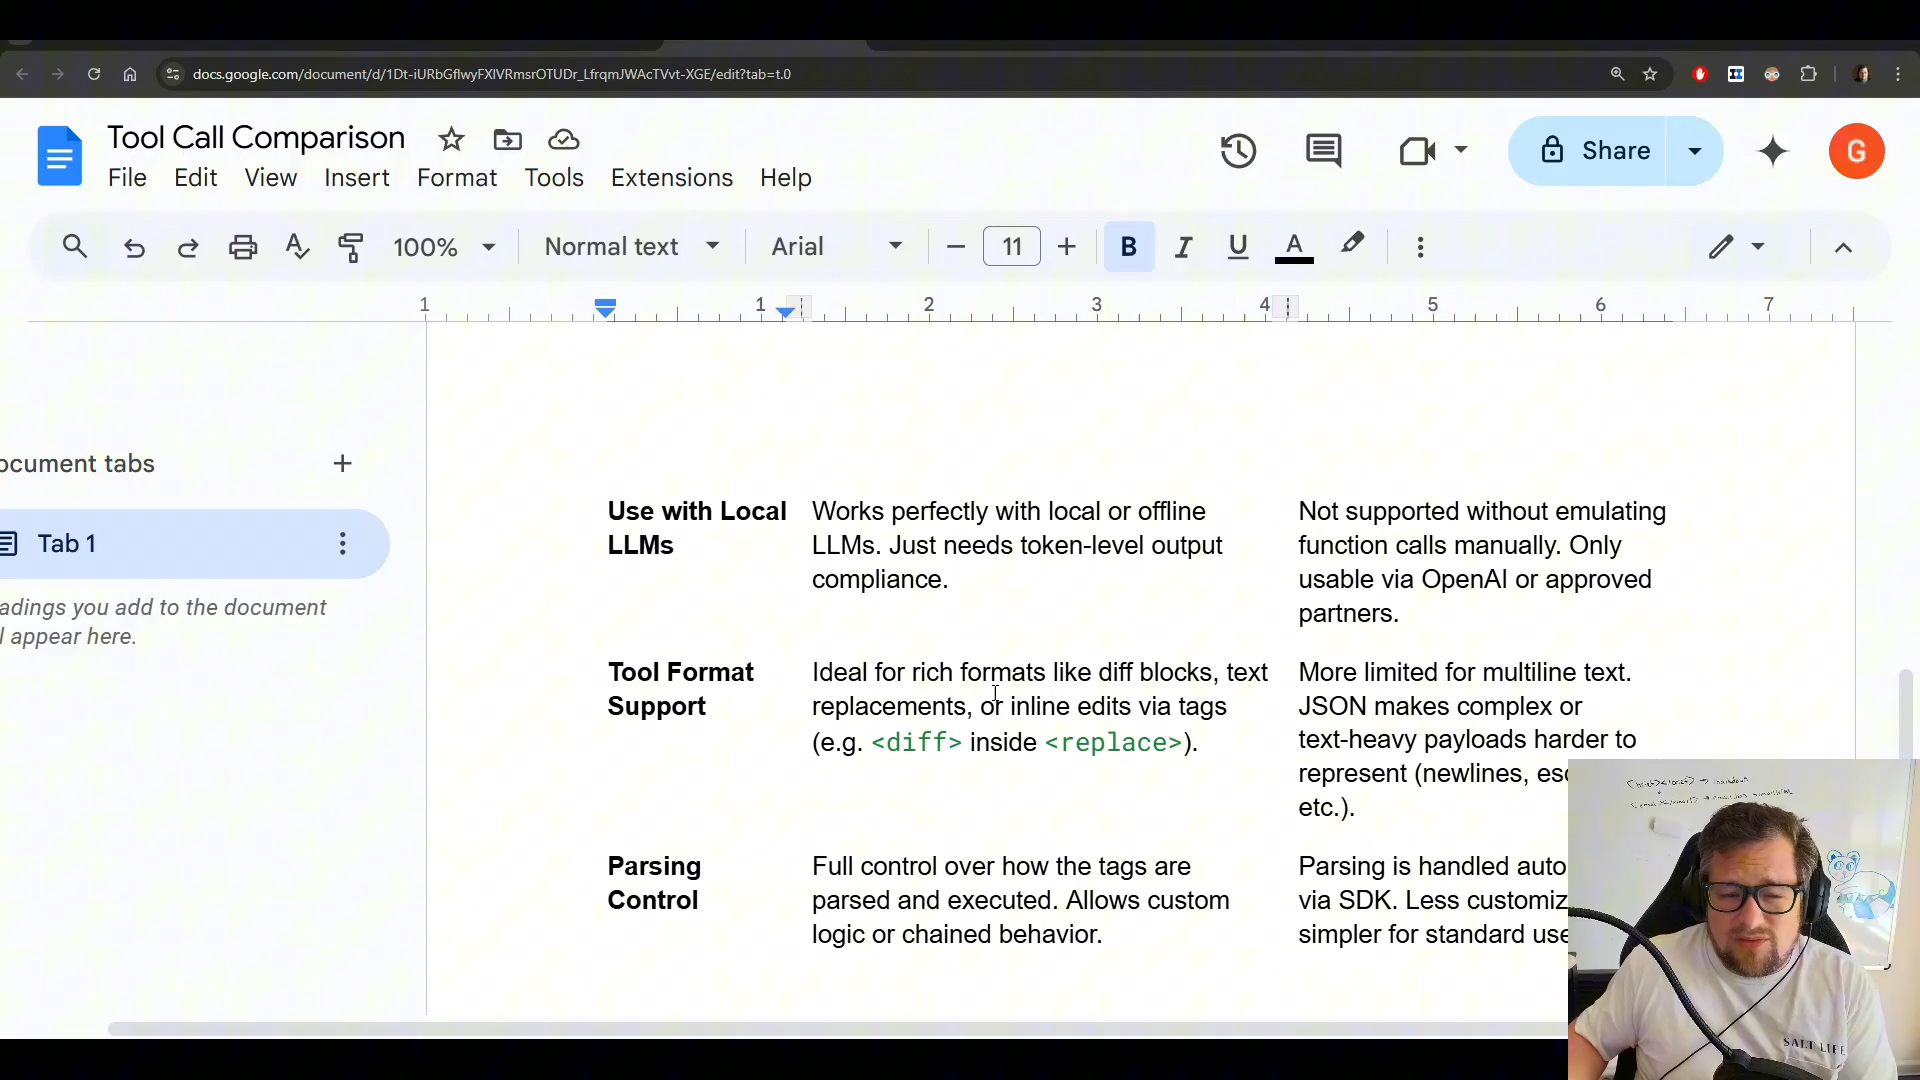 docs.google.com/document/d/1Dt-iURbGflwyFXlVRmsrOTUDr_LfrqmJWAcTVvt-XGE/edit?tab=t.0
Tool Call Comparison
File Edit View Insert Format Tools Extensions Help
Share
G
100% Normal text Arial 11 B I U A
1 1 2 3 4 5 6 7
ocument tabs
Tab 1
adings you add to the document
l appear here.
Use with Local
LLMs
Works perfectly with local or offline
LLMs. Just needs token-level output
compliance.
Not supported without emulating
function calls manually. Only
usable via OpenAI or approved
partners.
Tool Format
Support
Ideal for rich formats like diff blocks, text
replacements, or inline edits via tags
(e.g. <diff> inside <replace>).
More limited for multiline text.
JSON makes complex or
text-heavy payloads harder to
represent (newlines, esc
etc.).
Parsing
Control
Full control over how the tags are
parsed and executed. Allows custom
logic or chained behavior.
Parsing is handled auto
via SDK. Less customiz
simpler for standard use
SALT LIFE